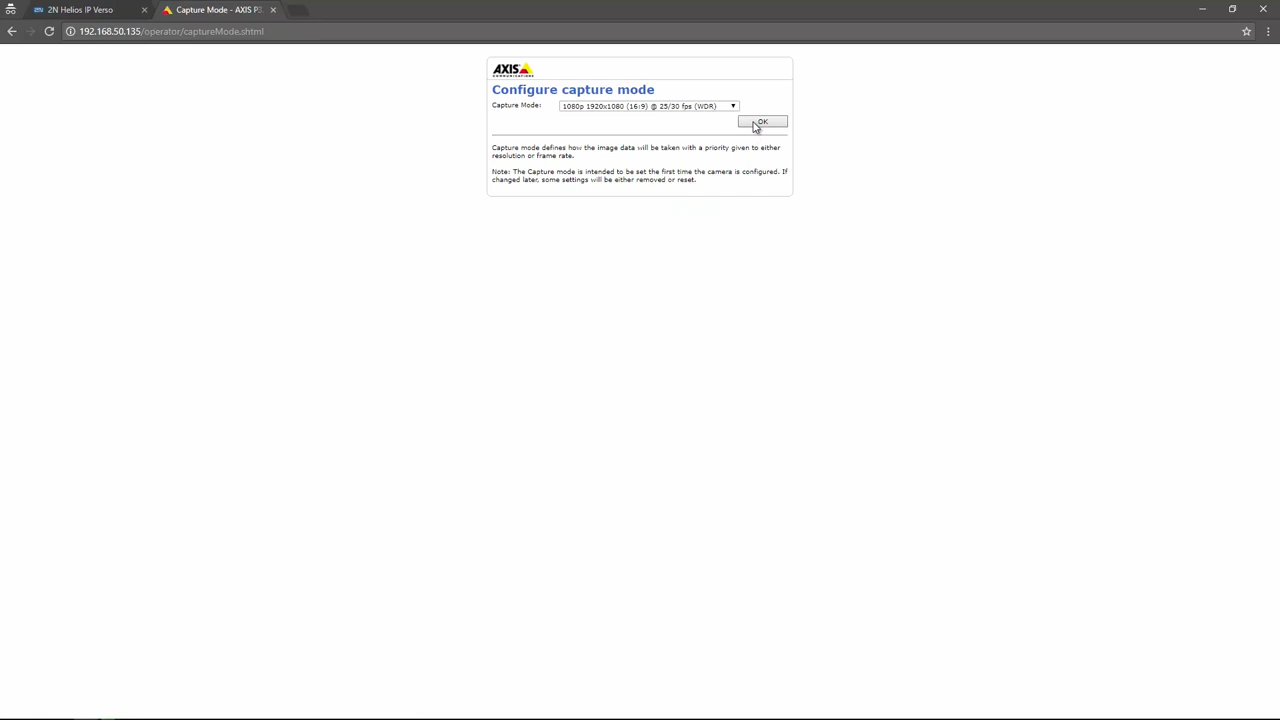 2N Helios IP Verso
Capture Mode - AXIS P3
192.168.50.135/operator/captureMode.shtml
AXIS
COMMUNICATIONS
Configure capture mode
Capture Mode: 1080p 1920x1080 (16:9) @ 25/30 fps (WDR)
OK
Capture mode defines how the image data will be taken with a priority given to either
resolution or frame rate.
Note: The Capture mode is intended to be set the first time the camera is configured. If
changed later, some settings will be either removed or reset.